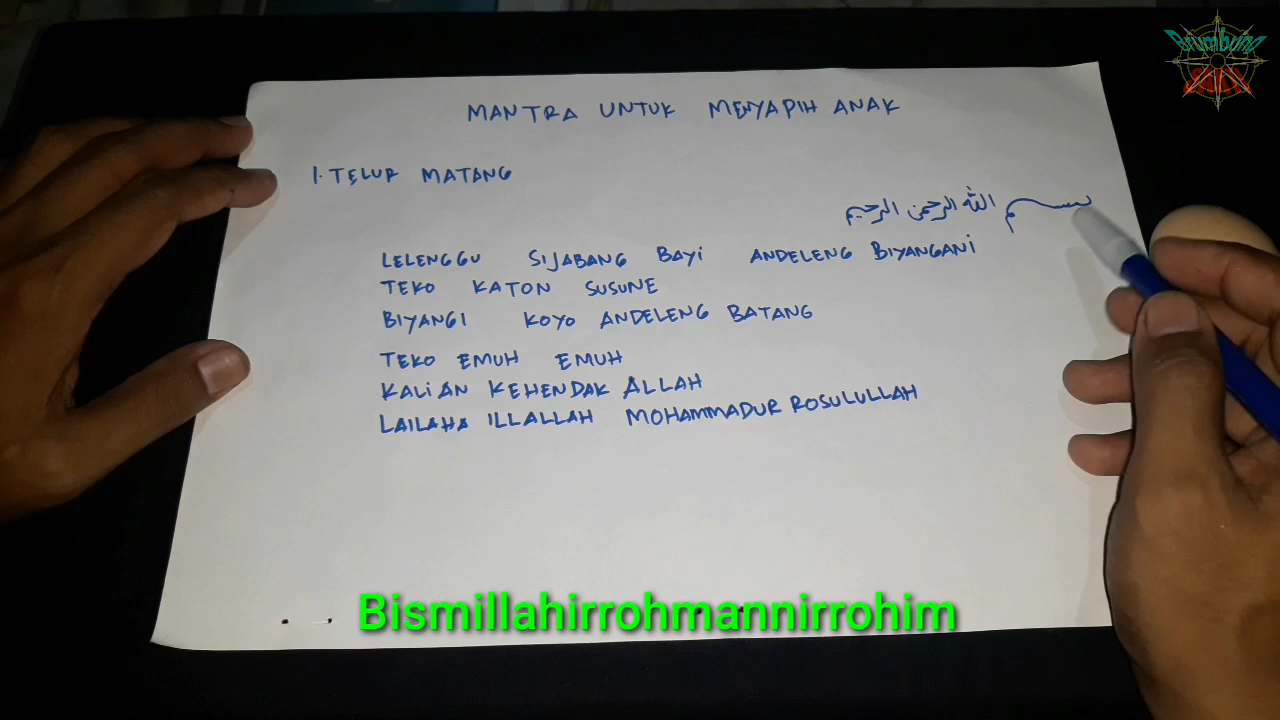 Brumbung
MANTRA UNTUK MENYAPIH ANAK
1. TELUR MATANG
بسم الله الرحمن الرحيم
LELENGGU SIJABANG BAYi ANDELENG BIYANGANi
TEKO KATON SUSUNE
BIYANGI KOYO ANDELENG BATANG
TEKO EMUH EMUH
KALiAN KEHENDAK ALLAH
LAILAHA ILLALLAH MOHAMMADUR ROSULULLAH
Bismillahirrohmannirrohim